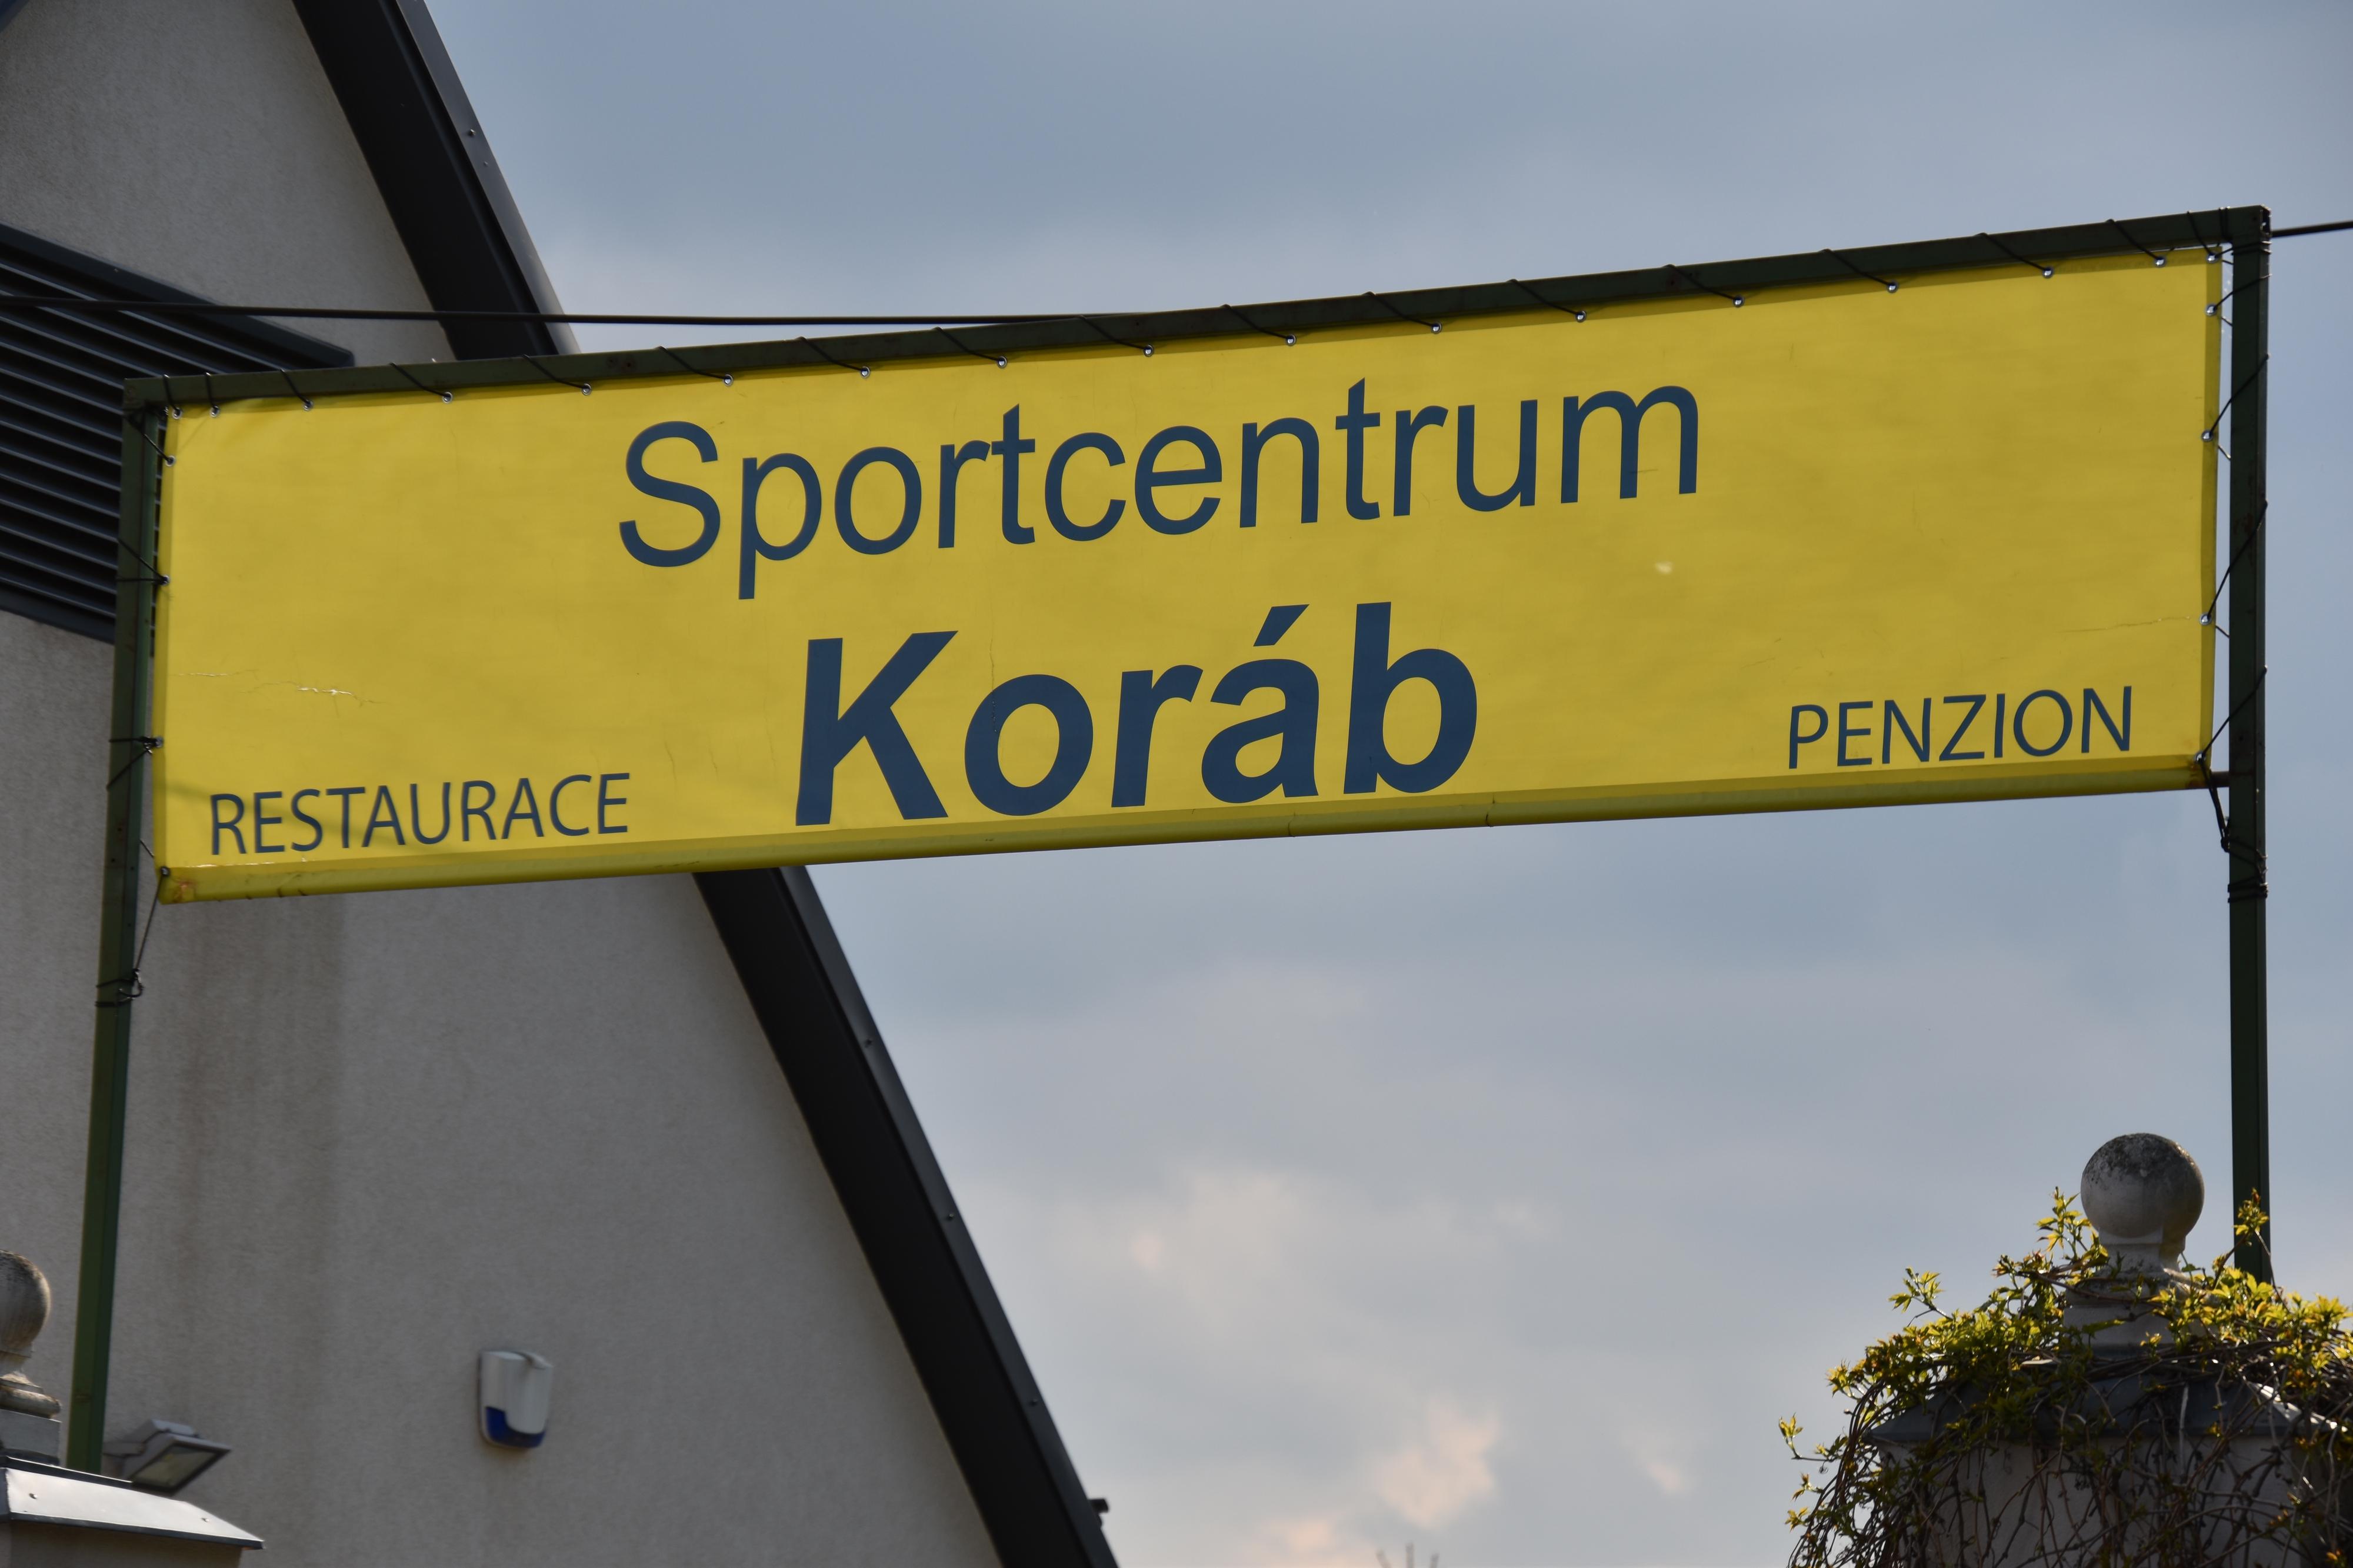 Sportcentrum
Koráb
RESTAURACE
PENZION